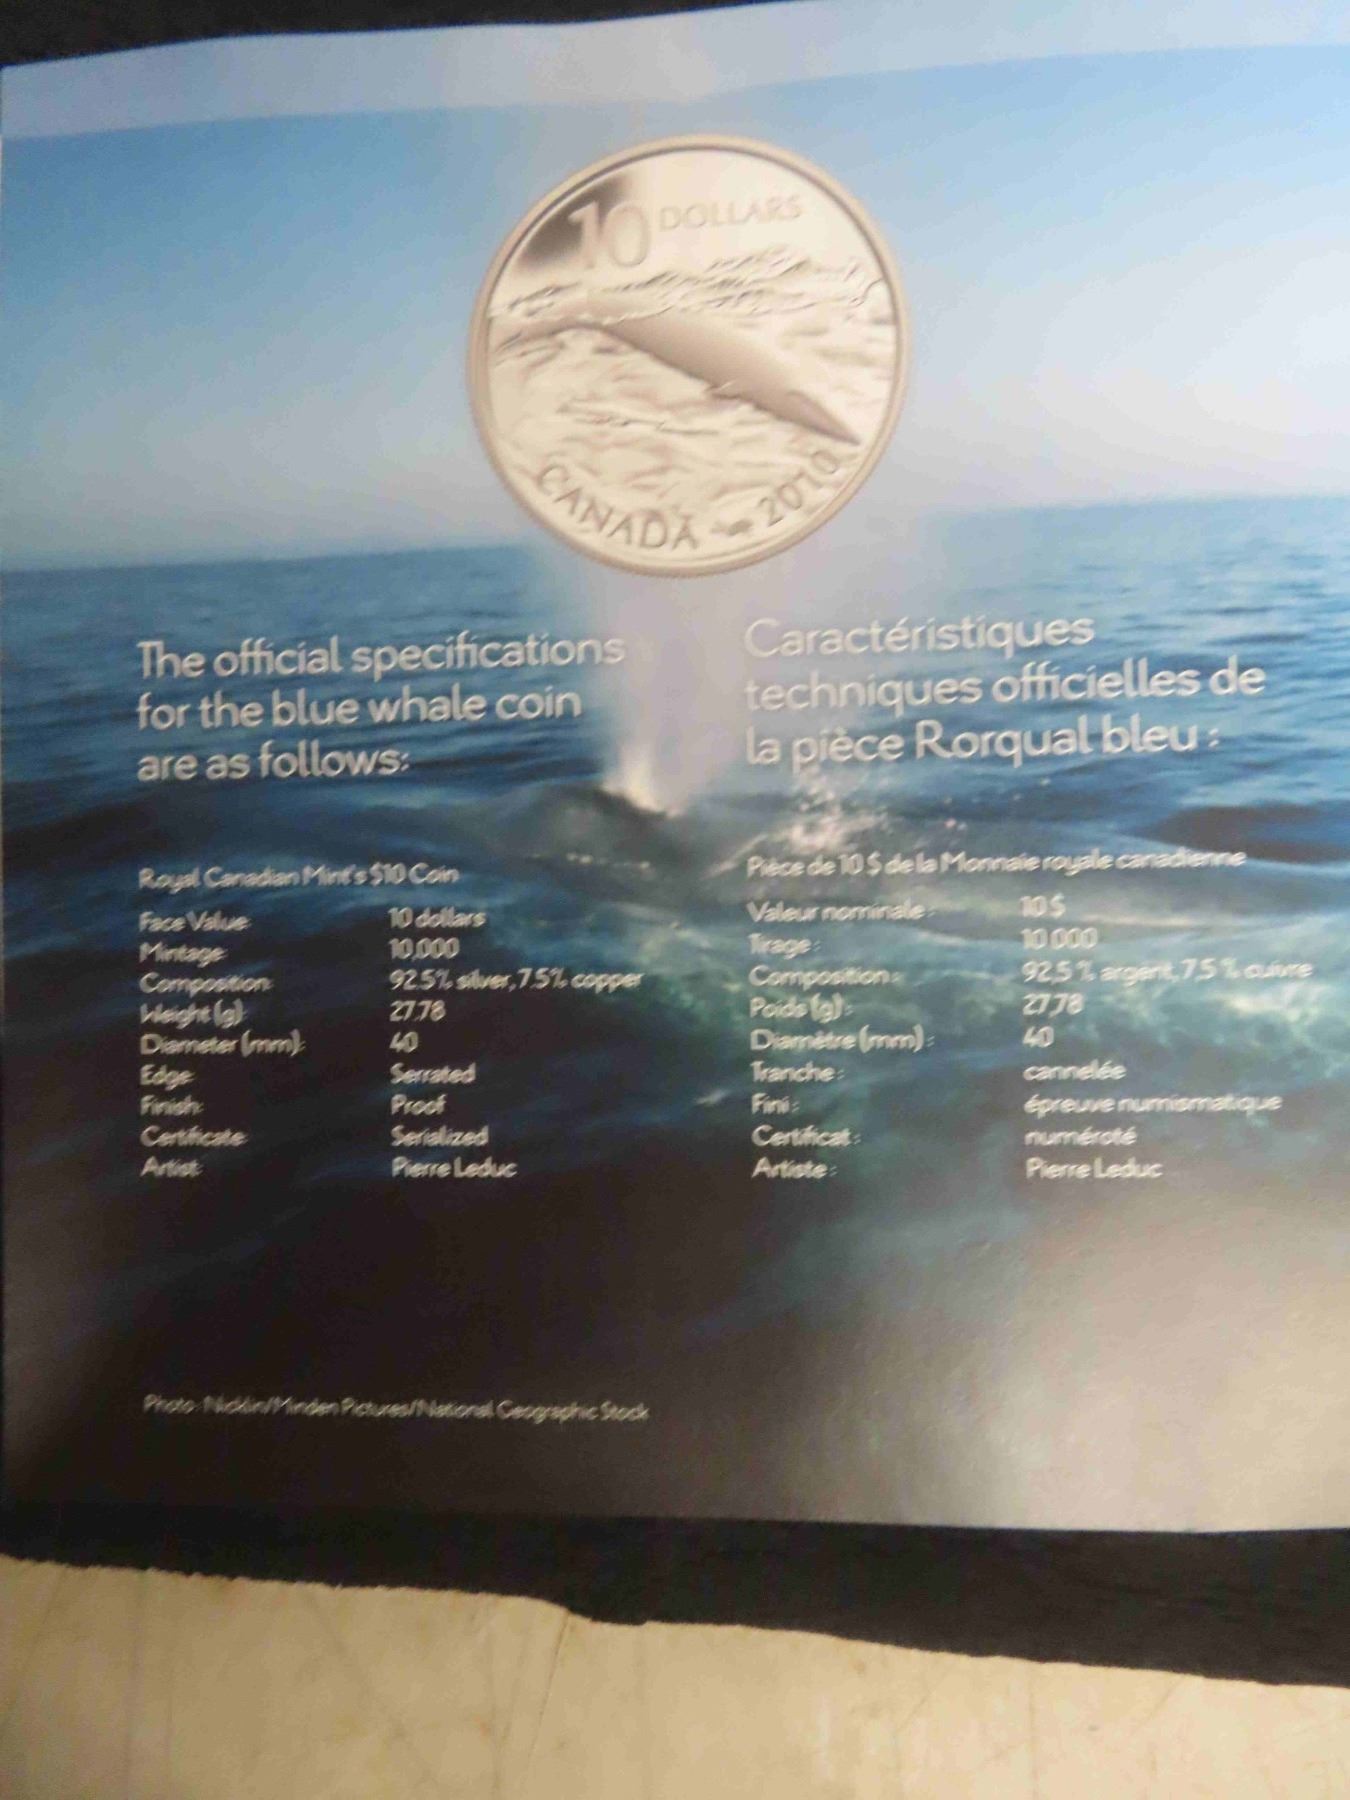 10 DOLLARS
CANADA 2010
The official specifications
for the blue whale coin
are as follows:
Royal Canadian Mint's $10 Coin
Face Value: 10 dollars
Mintage: 10,000
Composition: 92.5% silver, 7.5% copper
Weight (g): 27.78
Diameter (mm): 40
Edge: Serrated
Finish: Proof
Certificate: Serialized
Artist: Pierre Leduc
Caractéristiques
techniques officielles de
la pièce Rorqual bleu :
Pièce de 10 $ de la Monnaie royale canadienne
Valeur nominale : 10 $
Tirage : 10 000
Composition : 92,5 % argent, 7,5 % cuivre
Poids (g) : 27,78
Diamètre (mm) : 40
Tranche : cannelée
Fini : épreuve numismatique
Certificat : numéroté
Artiste : Pierre Leduc
Photo : Nicklin/Minden Pictures/National Geographic Stock